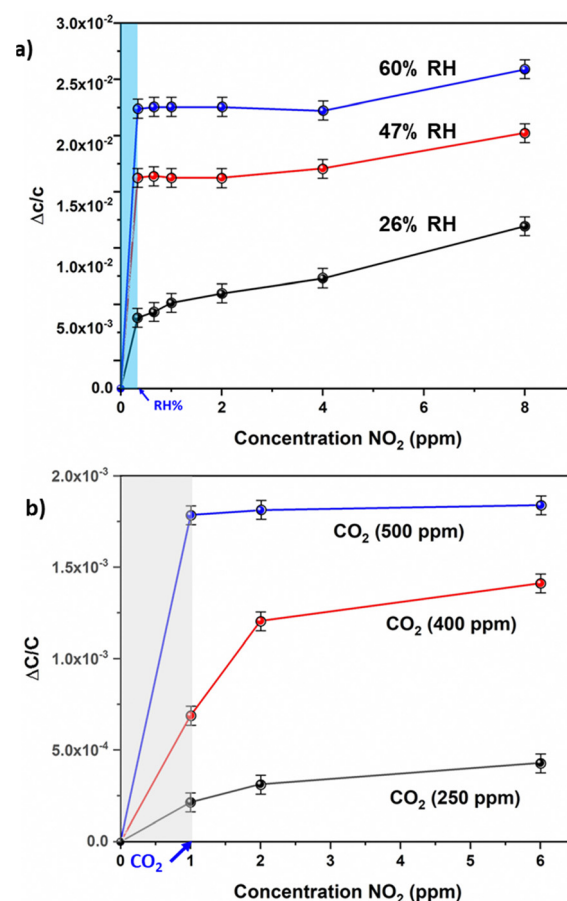 a)
3.0x10⁻²
2.5x10⁻²
2.0x10⁻²
1.5x10⁻²
1.0x10⁻²
5.0x10⁻³
0.0
Δc/c
60% RH
47% RH
26% RH
0 2 4 6 8
RH%
Concentration NO₂ (ppm)
b)
2.0x10⁻³
1.5x10⁻³
1.0x10⁻³
5.0x10⁻⁴
0.0
ΔC/C
CO₂ (500 ppm)
CO₂ (400 ppm)
CO₂ (250 ppm)
0 1 2 3 4 5 6
CO₂
Concentration NO₂ (ppm)